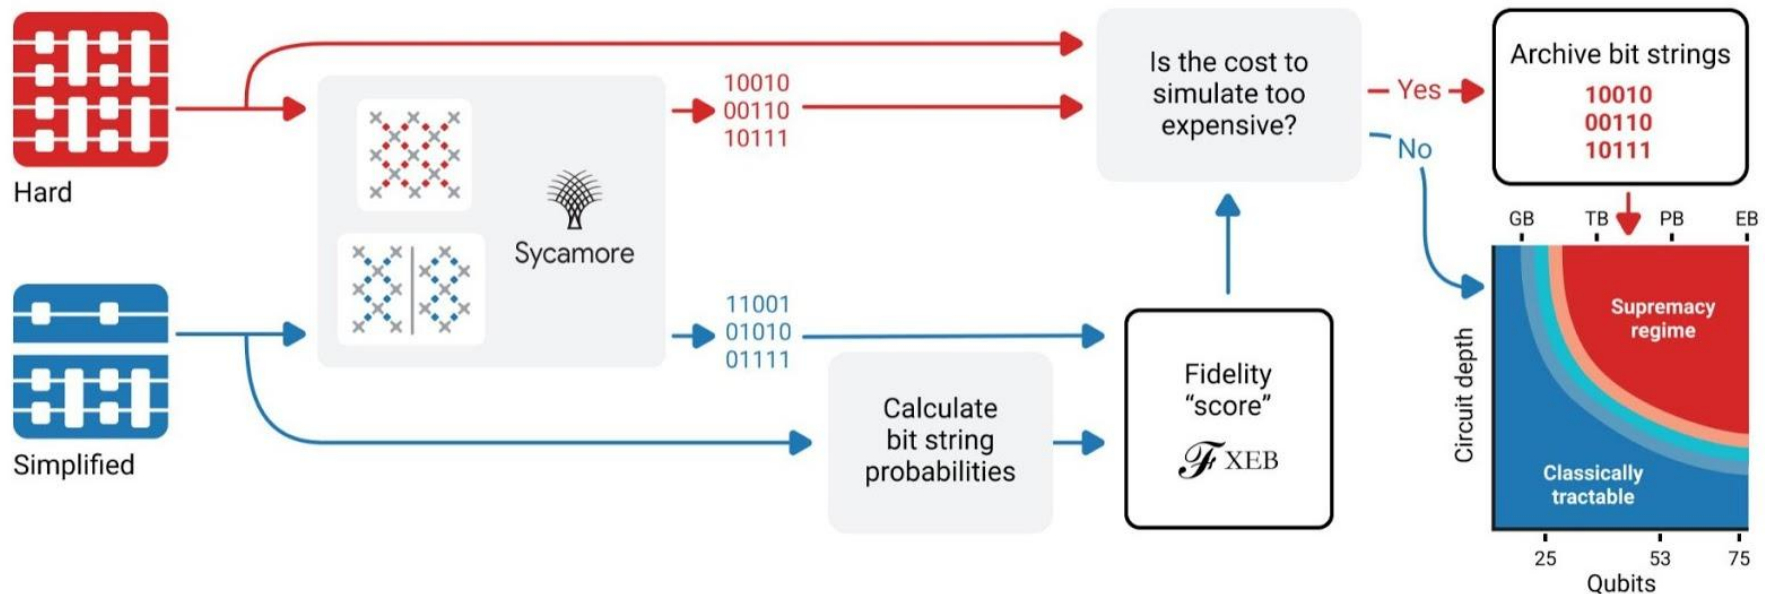 Hard
Simplified
Sycamore
10010
00110
10111
11001
01010
01111
Calculate
bit string
probabilities
Is the cost to
simulate too
expensive?
Fidelity
“score”
ℱ XEB
Yes
No
Archive bit strings
10010
00110
10111
GB TB PB EB
Supremacy
regime
Classically
tractable
Circuit depth
25 53 75
Qubits